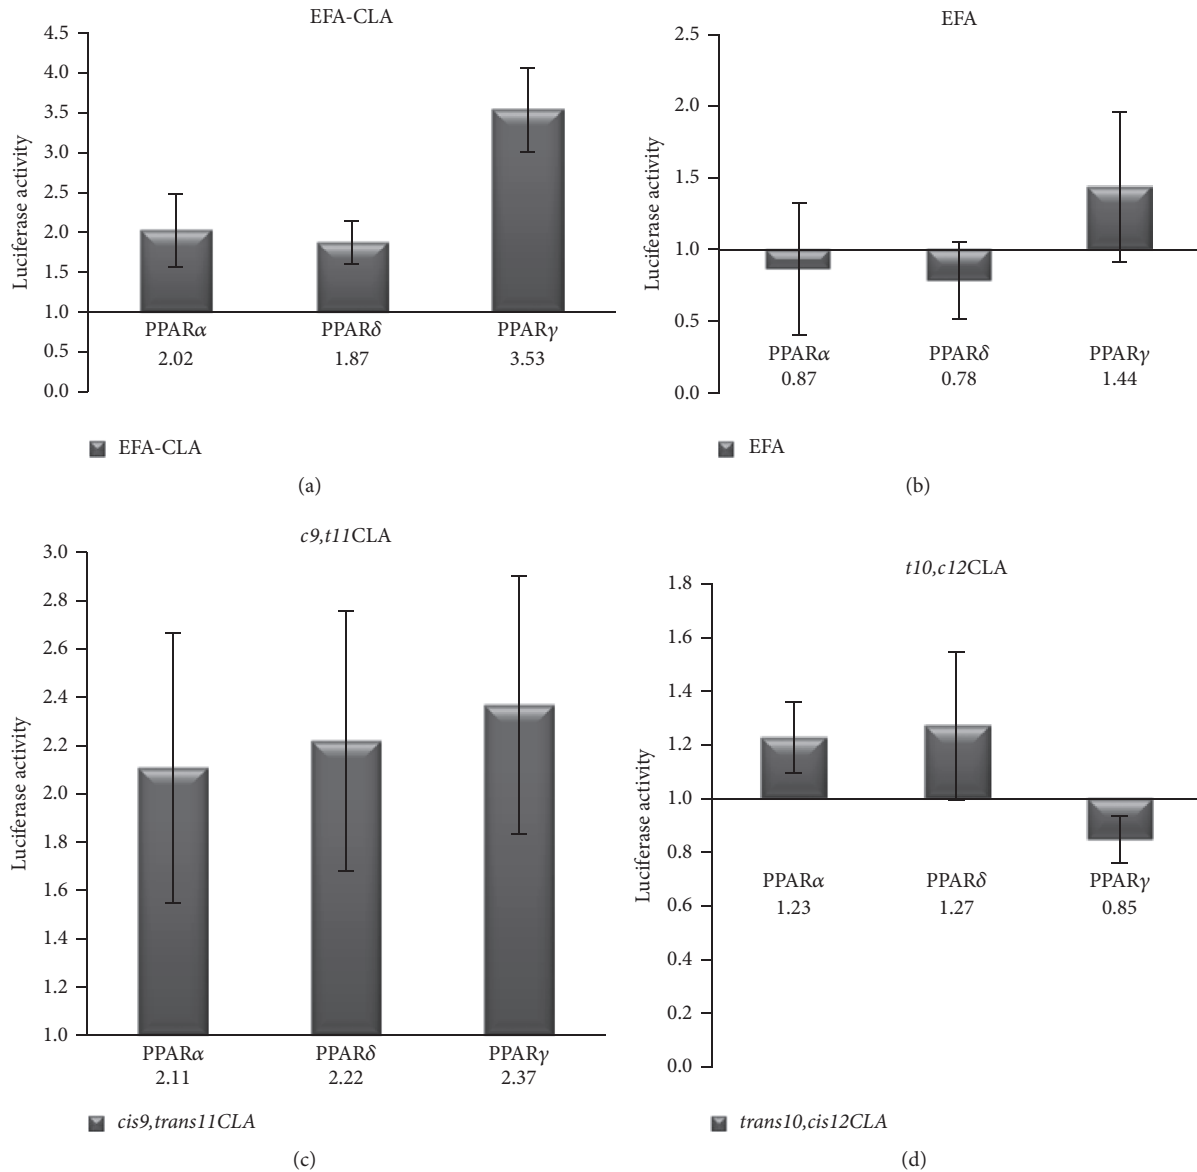 EFA-CLA
4.5
4.0
3.5
3.0
2.5
2.0
1.5
1.0
0.5
0.0
Luciferase activity
PPARα PPARδ PPARγ
2.02 1.87 3.53
EFA-CLA
(a)
EFA
2.5
2.0
1.5
1.0
0.5
0.0
Luciferase activity
PPARα PPARδ PPARγ
0.87 0.78 1.44
EFA
(b)
c9,t11CLA
3.0
2.8
2.6
2.4
2.2
2.0
1.8
1.6
1.4
1.2
1.0
Luciferase activity
PPARα PPARδ PPARγ
2.11 2.22 2.37
cis9,trans11CLA
(c)
t10,c12CLA
1.8
1.6
1.4
1.2
1.0
0.8
0.6
0.4
0.2
0.0
Luciferase activity
PPARα PPARδ PPARγ
1.23 1.27 0.85
trans10,cis12CLA
(d)